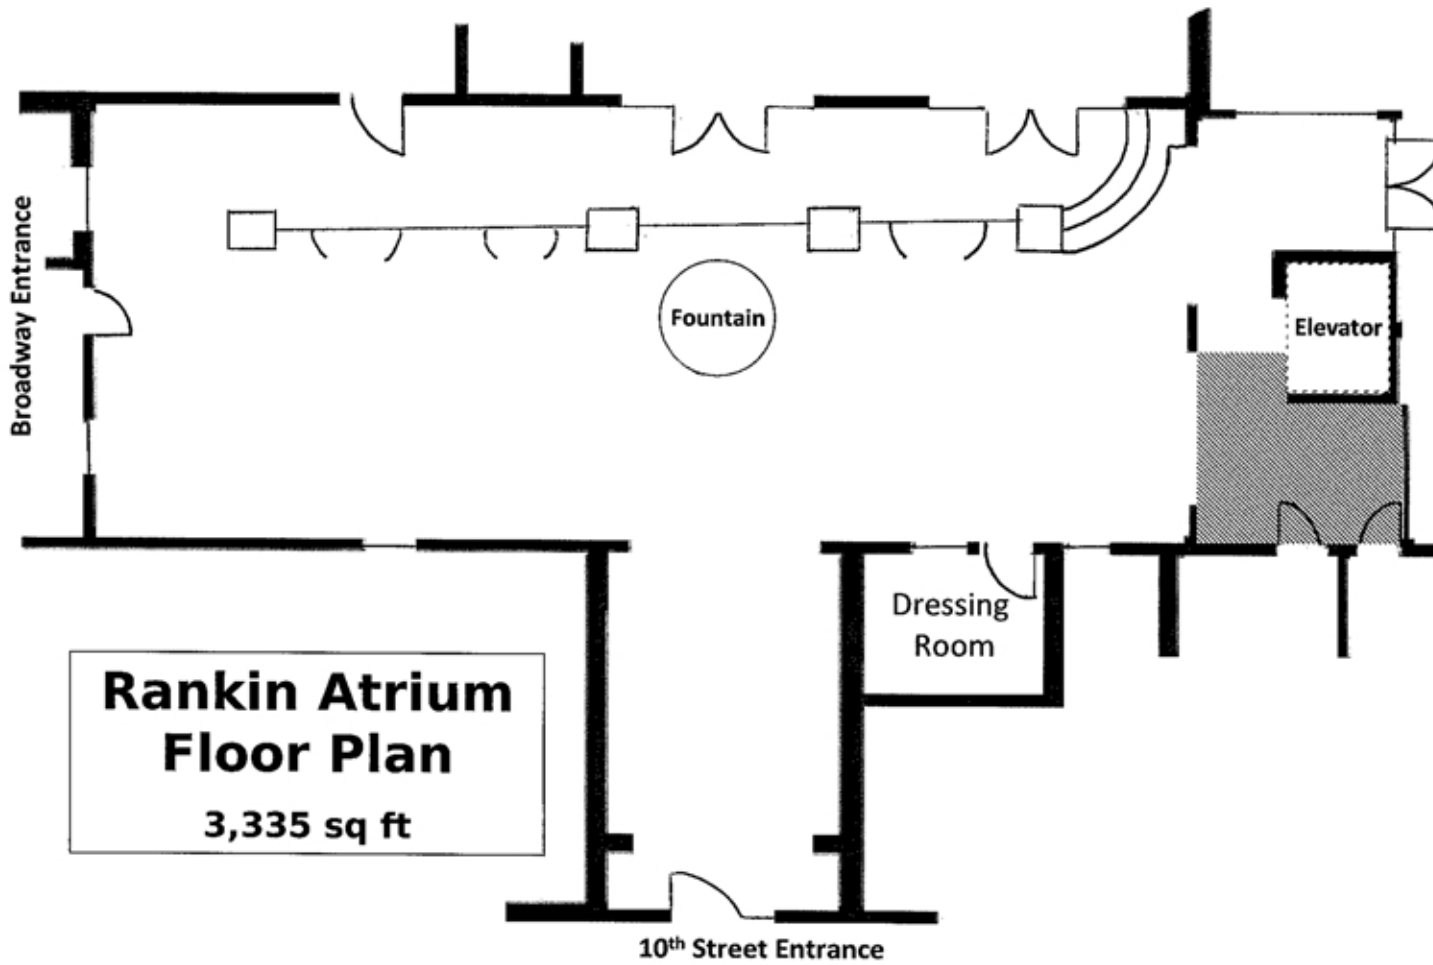 Broadway Entrance
Fountain
Elevator
Dressing
Room
Rankin Atrium
Floor Plan
3,335 sq ft
10th Street Entrance